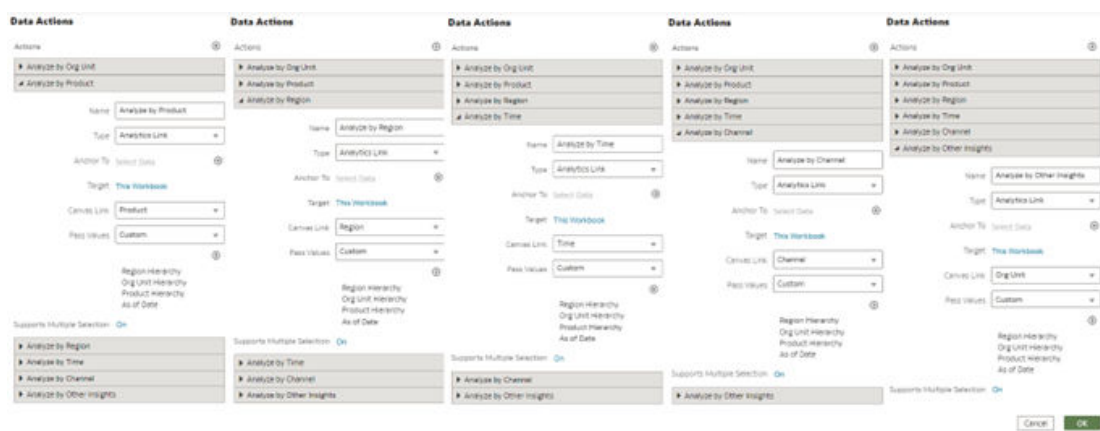 Data Actions
Actions
Analyze by Org Unit
Analyze by Product
Name Analyze by Product
Type Analytics Link
Anchor To Select Data
Target This Workbook
Canvas Link Product
Pass Values Custom
Region Hierarchy
Org Unit Hierarchy
Product Hierarchy
As of Date
Supports Multiple Selection On
Analyze by Region
Analyze by Time
Analyze by Channel
Analyze by Other Insights
Data Actions
Actions
Analyze by Org Unit
Analyze by Product
Analyze by Region
Name Analyze by Region
Type Analytics Link
Anchor To Select Data
Target This Workbook
Canvas Link Region
Pass Values Custom
Region Hierarchy
Org Unit Hierarchy
Product Hierarchy
As of Date
Supports Multiple Selection On
Analyze by Time
Analyze by Channel
Analyze by Other Insights
Data Actions
Actions
Analyze by Org Unit
Analyze by Product
Analyze by Region
Analyze by Time
Name Analyze by Time
Type Analytics Link
Anchor To Select Data
Target This Workbook
Canvas Link Time
Pass Values Custom
Region Hierarchy
Org Unit Hierarchy
Product Hierarchy
As of Date
Supports Multiple Selection On
Analyze by Channel
Analyze by Other Insights
Data Actions
Actions
Analyze by Org Unit
Analyze by Product
Analyze by Region
Analyze by Time
Analyze by Channel
Name Analyze by Channel
Type Analytics Link
Anchor To Select Data
Target This Workbook
Canvas Link Channel
Pass Values Custom
Region Hierarchy
Org Unit Hierarchy
Product Hierarchy
As of Date
Supports Multiple Selection On
Analyze by Other Insights
Data Actions
Actions
Analyze by Org Unit
Analyze by Product
Analyze by Region
Analyze by Time
Analyze by Channel
Analyze by Other Insights
Name Analyze by Other Insights
Type Analytics Link
Anchor To Select Data
Target This Workbook
Canvas Link Org Unit
Pass Values Custom
Region Hierarchy
Org Unit Hierarchy
Product Hierarchy
As of Date
Supports Multiple Selection On
Cancel OK